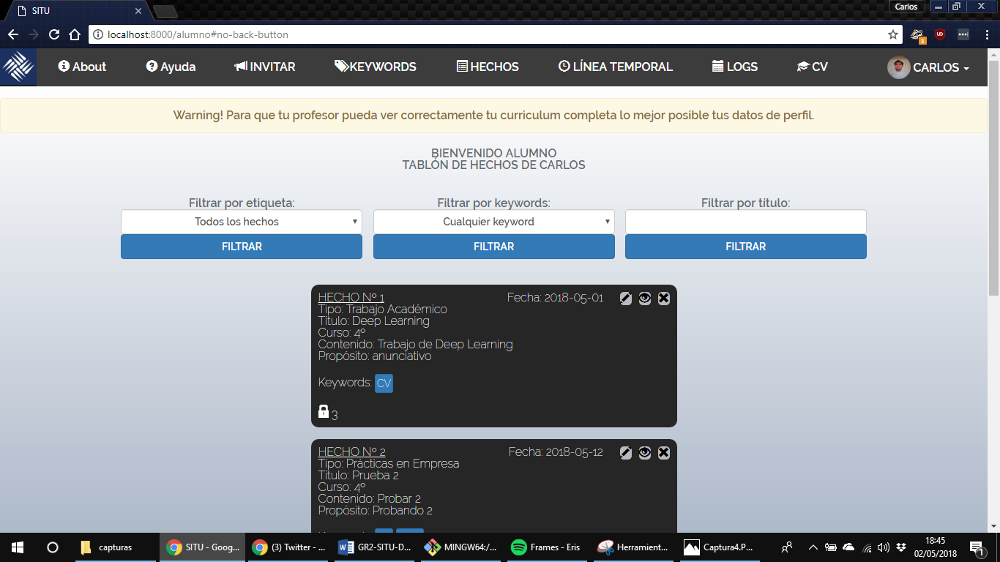 SITU
Carlos
localhost:8000/alumno#no-back-button
3
UD
About
Ayuda
INVITAR
KEYWORDS
HECHOS
LÍNEA TEMPORAL
LOGS
CV
CARLOS
Warning! Para que tu profesor pueda ver correctamente tu curriculum completa lo mejor posible tus datos de perfil.
BIENVENIDO ALUMNO
TABLÓN DE HECHOS DE CARLOS
Filtrar por etiqueta:
Filtrar por keywords:
Filtrar por título:
Todos los hechos
Cualquier keyword
FILTRAR
FILTRAR
FILTRAR
HECHO Nº 1
Fecha: 2018-05-01
Tipo: Trabajo Académico
Título: Deep Learning
Curso: 4º
Contenido: Trabajo de Deep Learning
Propósito: anunciativo
Keywords: CV
3
HECHO Nº 2
Fecha: 2018-05-12
Tipo: Prácticas en Empresa
Título: Prueba 2
Curso: 4º
Contenido: Probar 2
Propósito: Probando 2
capturas
SITU - Goog...
(3) Twitter - ...
GR2-SITU-D...
MINGW64:/...
Frames - Eris
Herramient...
Captura4.P...
18:45
02/05/2018
1